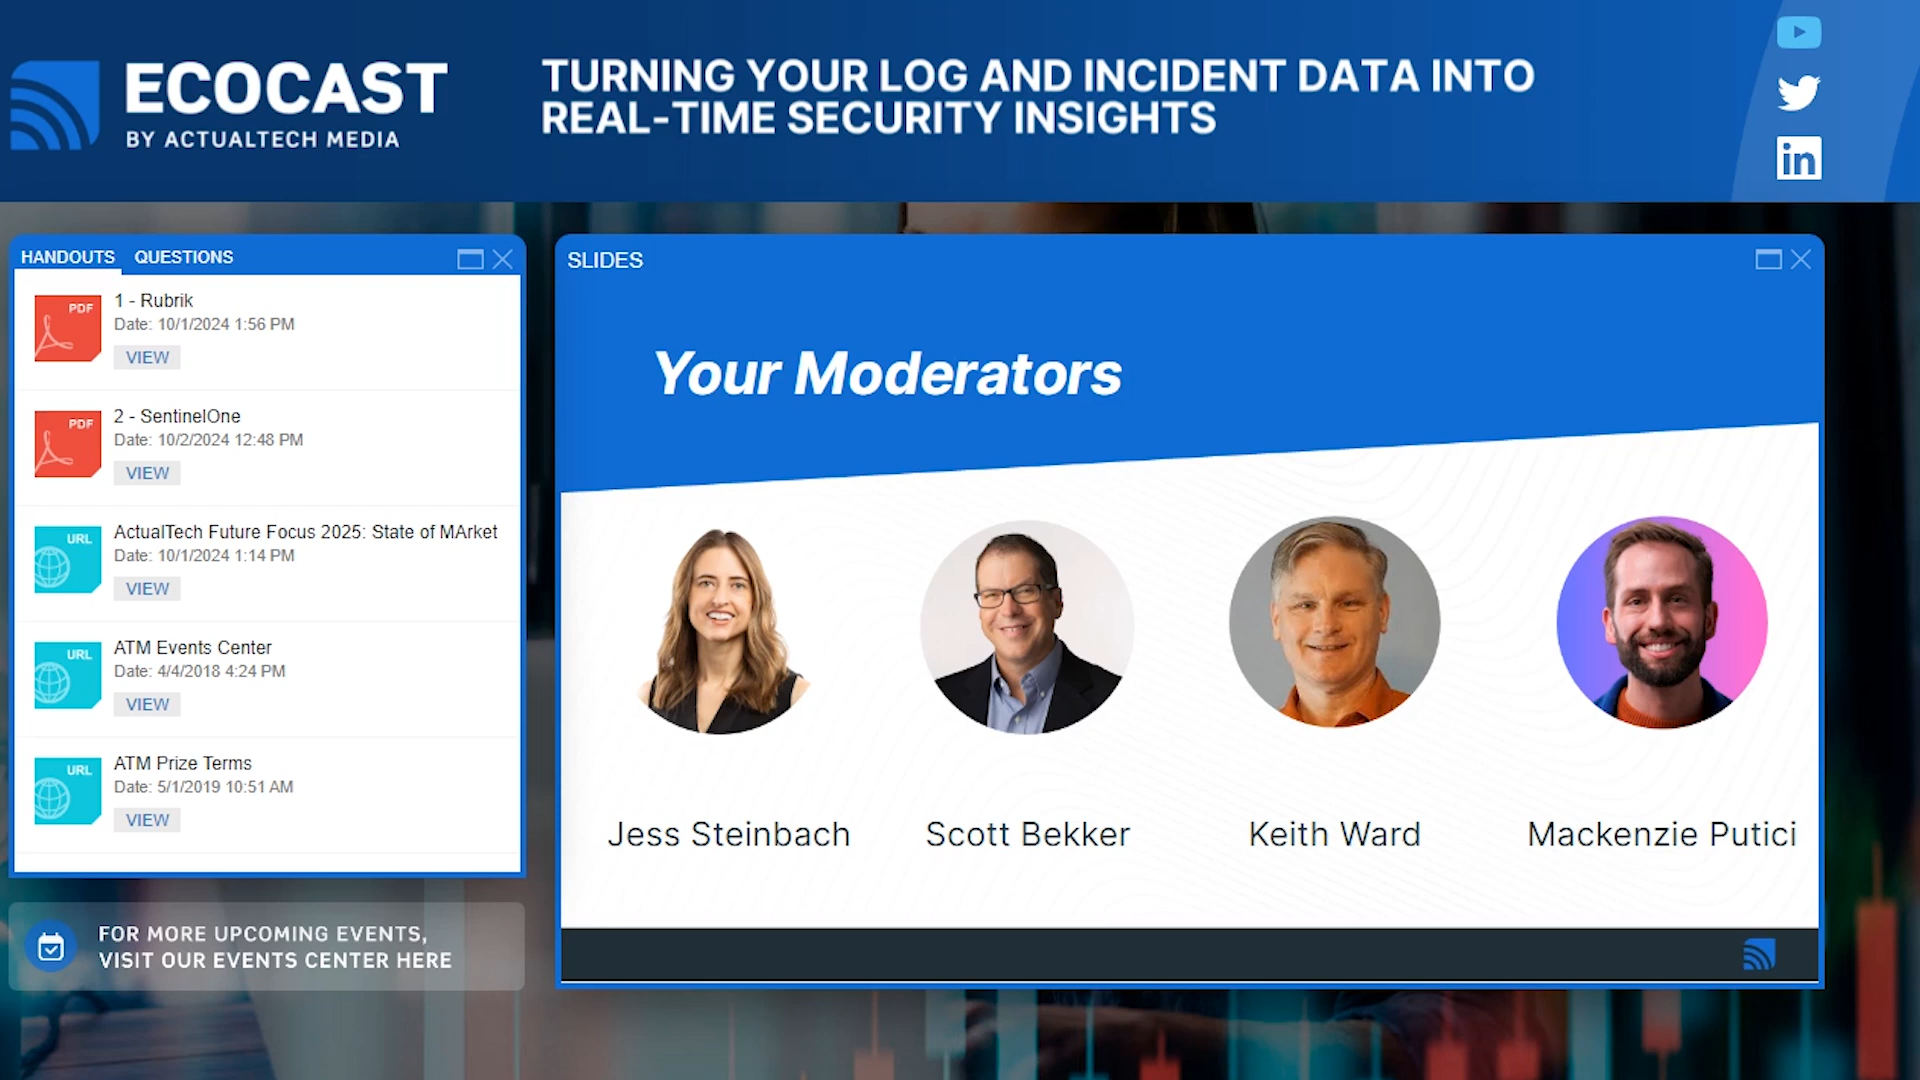 ECOCAST
BY ACTUALTECH MEDIA
TURNING YOUR LOG AND INCIDENT DATA INTO
REAL-TIME SECURITY INSIGHTS
in
HANDOUTS QUESTIONS
PDF
1 - Rubrik
Date: 10/1/2024 1:56 PM
VIEW
PDF
2 - SentinelOne
Date: 10/2/2024 12:48 PM
VIEW
URL
ActualTech Future Focus 2025: State of MArket
Date: 10/1/2024 1:14 PM
VIEW
URL
ATM Events Center
Date: 4/4/2018 4:24 PM
VIEW
URL
ATM Prize Terms
Date: 5/1/2019 10:51 AM
VIEW
FOR MORE UPCOMING EVENTS,
VISIT OUR EVENTS CENTER HERE
SLIDES
Your Moderators
Jess Steinbach
Scott Bekker
Keith Ward
Mackenzie Putici